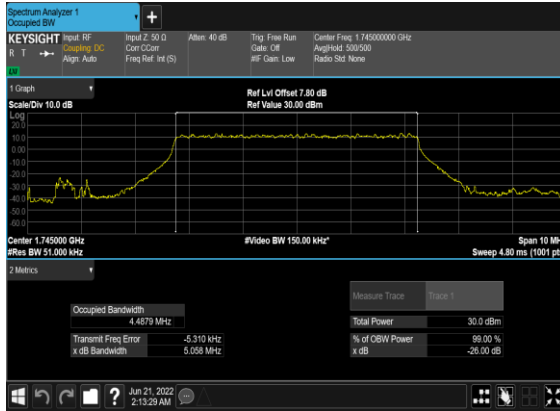 Spectrum Analyzer 1
Occupied BW
+
KEYSIGHT
R T
LXI
Input: RF
Coupling: DC
Align: Auto
Input Z: 50 Ω
Corr CCorr
Freq Ref: Int (S)
Atten: 40 dB
Trig: Free Run
Gate: Off
#IF Gain: Low
Center Freq: 1.745000000 GHz
Avg|Hold: 500/500
Radio Std: None
1 Graph
Scale/Div 10.0 dB
Ref Lvl Offset 7.80 dB
Ref Value 30.00 dBm
Log
20.0
10.0
0.00
-10.0
-20.0
-30.0
-40.0
-50.0
-60.0
Center 1.745000 GHz
#Res BW 51.000 kHz
#Video BW 150.00 kHz*
Span 10 MH
Sweep 4.80 ms (1001 pt
2 Metrics
Measure Trace Trace 1
Occupied Bandwidth
4.4879 MHz
Total Power 30.0 dBm
Transmit Freq Error -5.310 kHz
% of OBW Power 99.00 %
x dB Bandwidth 5.058 MHz
x dB -26.00 dB
?
Jun 21, 2022
2:13:29 AM